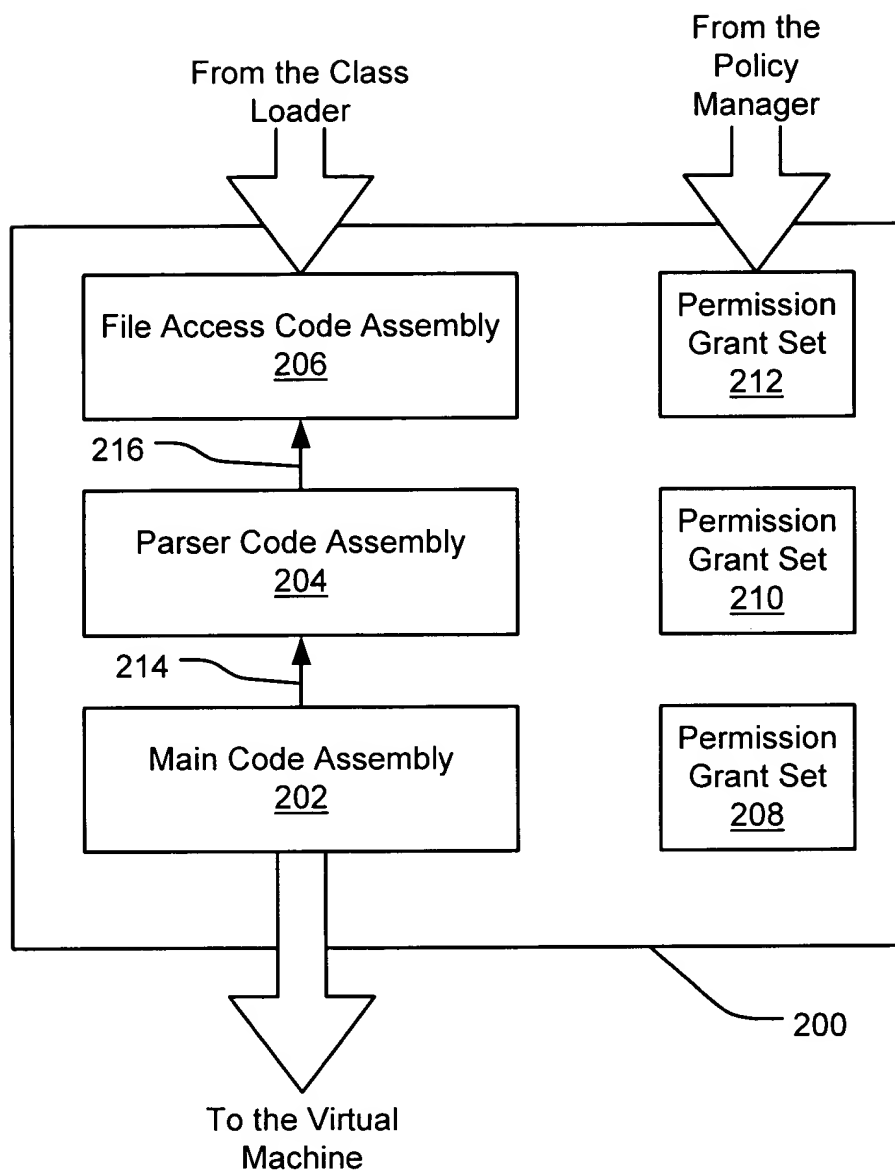 From the Class
Loader
From the
Policy
Manager
File Access Code Assembly
206
Permission
Grant Set
212
216
Parser Code Assembly
204
Permission
Grant Set
210
214
Main Code Assembly
202
Permission
Grant Set
208
200
To the Virtual
Machine